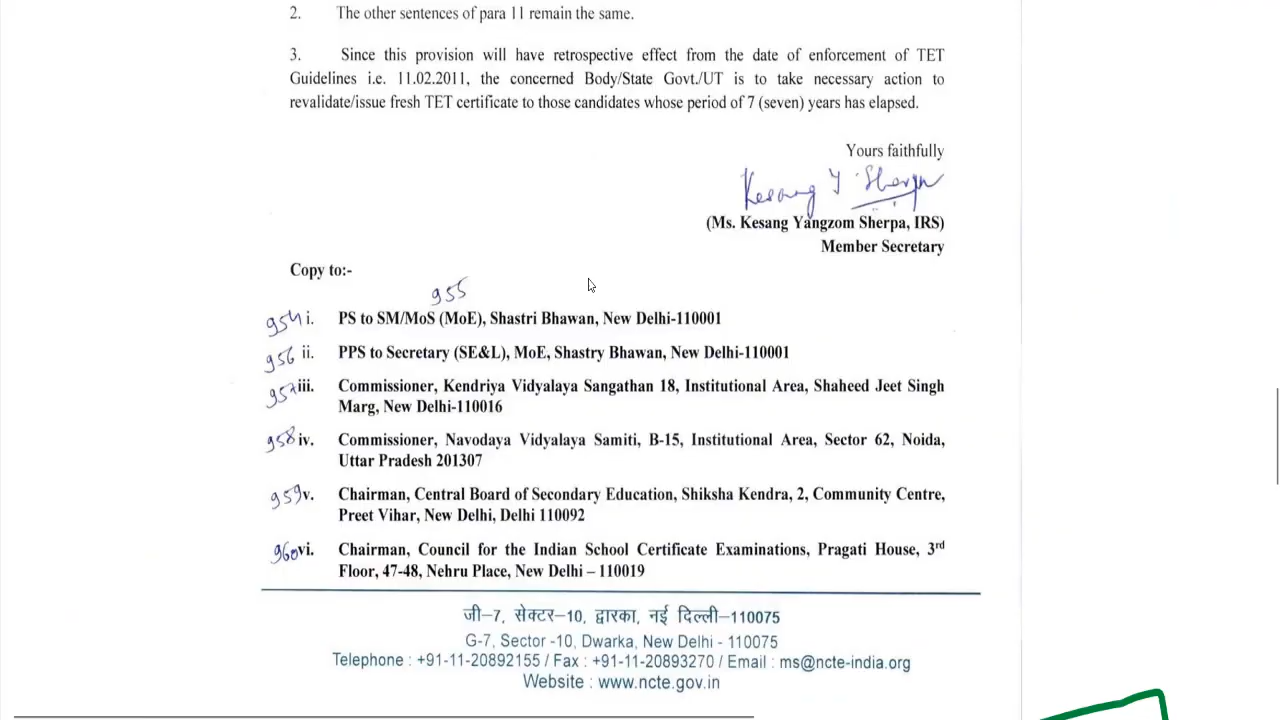 2. The other sentences of para 11 remain the same.
3. Since this provision will have retrospective effect from the date of enforcement of TET
Guidelines i.e. 11.02.2011, the concerned Body/State Govt./UT is to take necessary action to
revalidate/issue fresh TET certificate to those candidates whose period of 7 (seven) years has elapsed.
Yours faithfully
Kesang Y Sherpa
(Ms. Kesang Yangzom Sherpa, IRS)
Member Secretary
Copy to:-
955
954 i. PS to SM/MoS (MoE), Shastri Bhawan, New Delhi-110001
956 ii. PPS to Secretary (SE&L), MoE, Shastry Bhawan, New Delhi-110001
957 iii. Commissioner, Kendriya Vidyalaya Sangathan 18, Institutional Area, Shaheed Jeet Singh
Marg, New Delhi-110016
958 iv. Commissioner, Navodaya Vidyalaya Samiti, B-15, Institutional Area, Sector 62, Noida,
Uttar Pradesh 201307
959 v. Chairman, Central Board of Secondary Education, Shiksha Kendra, 2, Community Centre,
Preet Vihar, New Delhi, Delhi 110092
960 vi. Chairman, Council for the Indian School Certificate Examinations, Pragati House, 3rd
Floor, 47-48, Nehru Place, New Delhi – 110019
जी–7, सेक्टर–10, द्वारका, नई दिल्ली–110075
G-7, Sector -10, Dwarka, New Delhi - 110075
Telephone : +91-11-20892155 / Fax : +91-11-20893270 / Email : ms@ncte-india.org
Website : www.ncte.gov.in